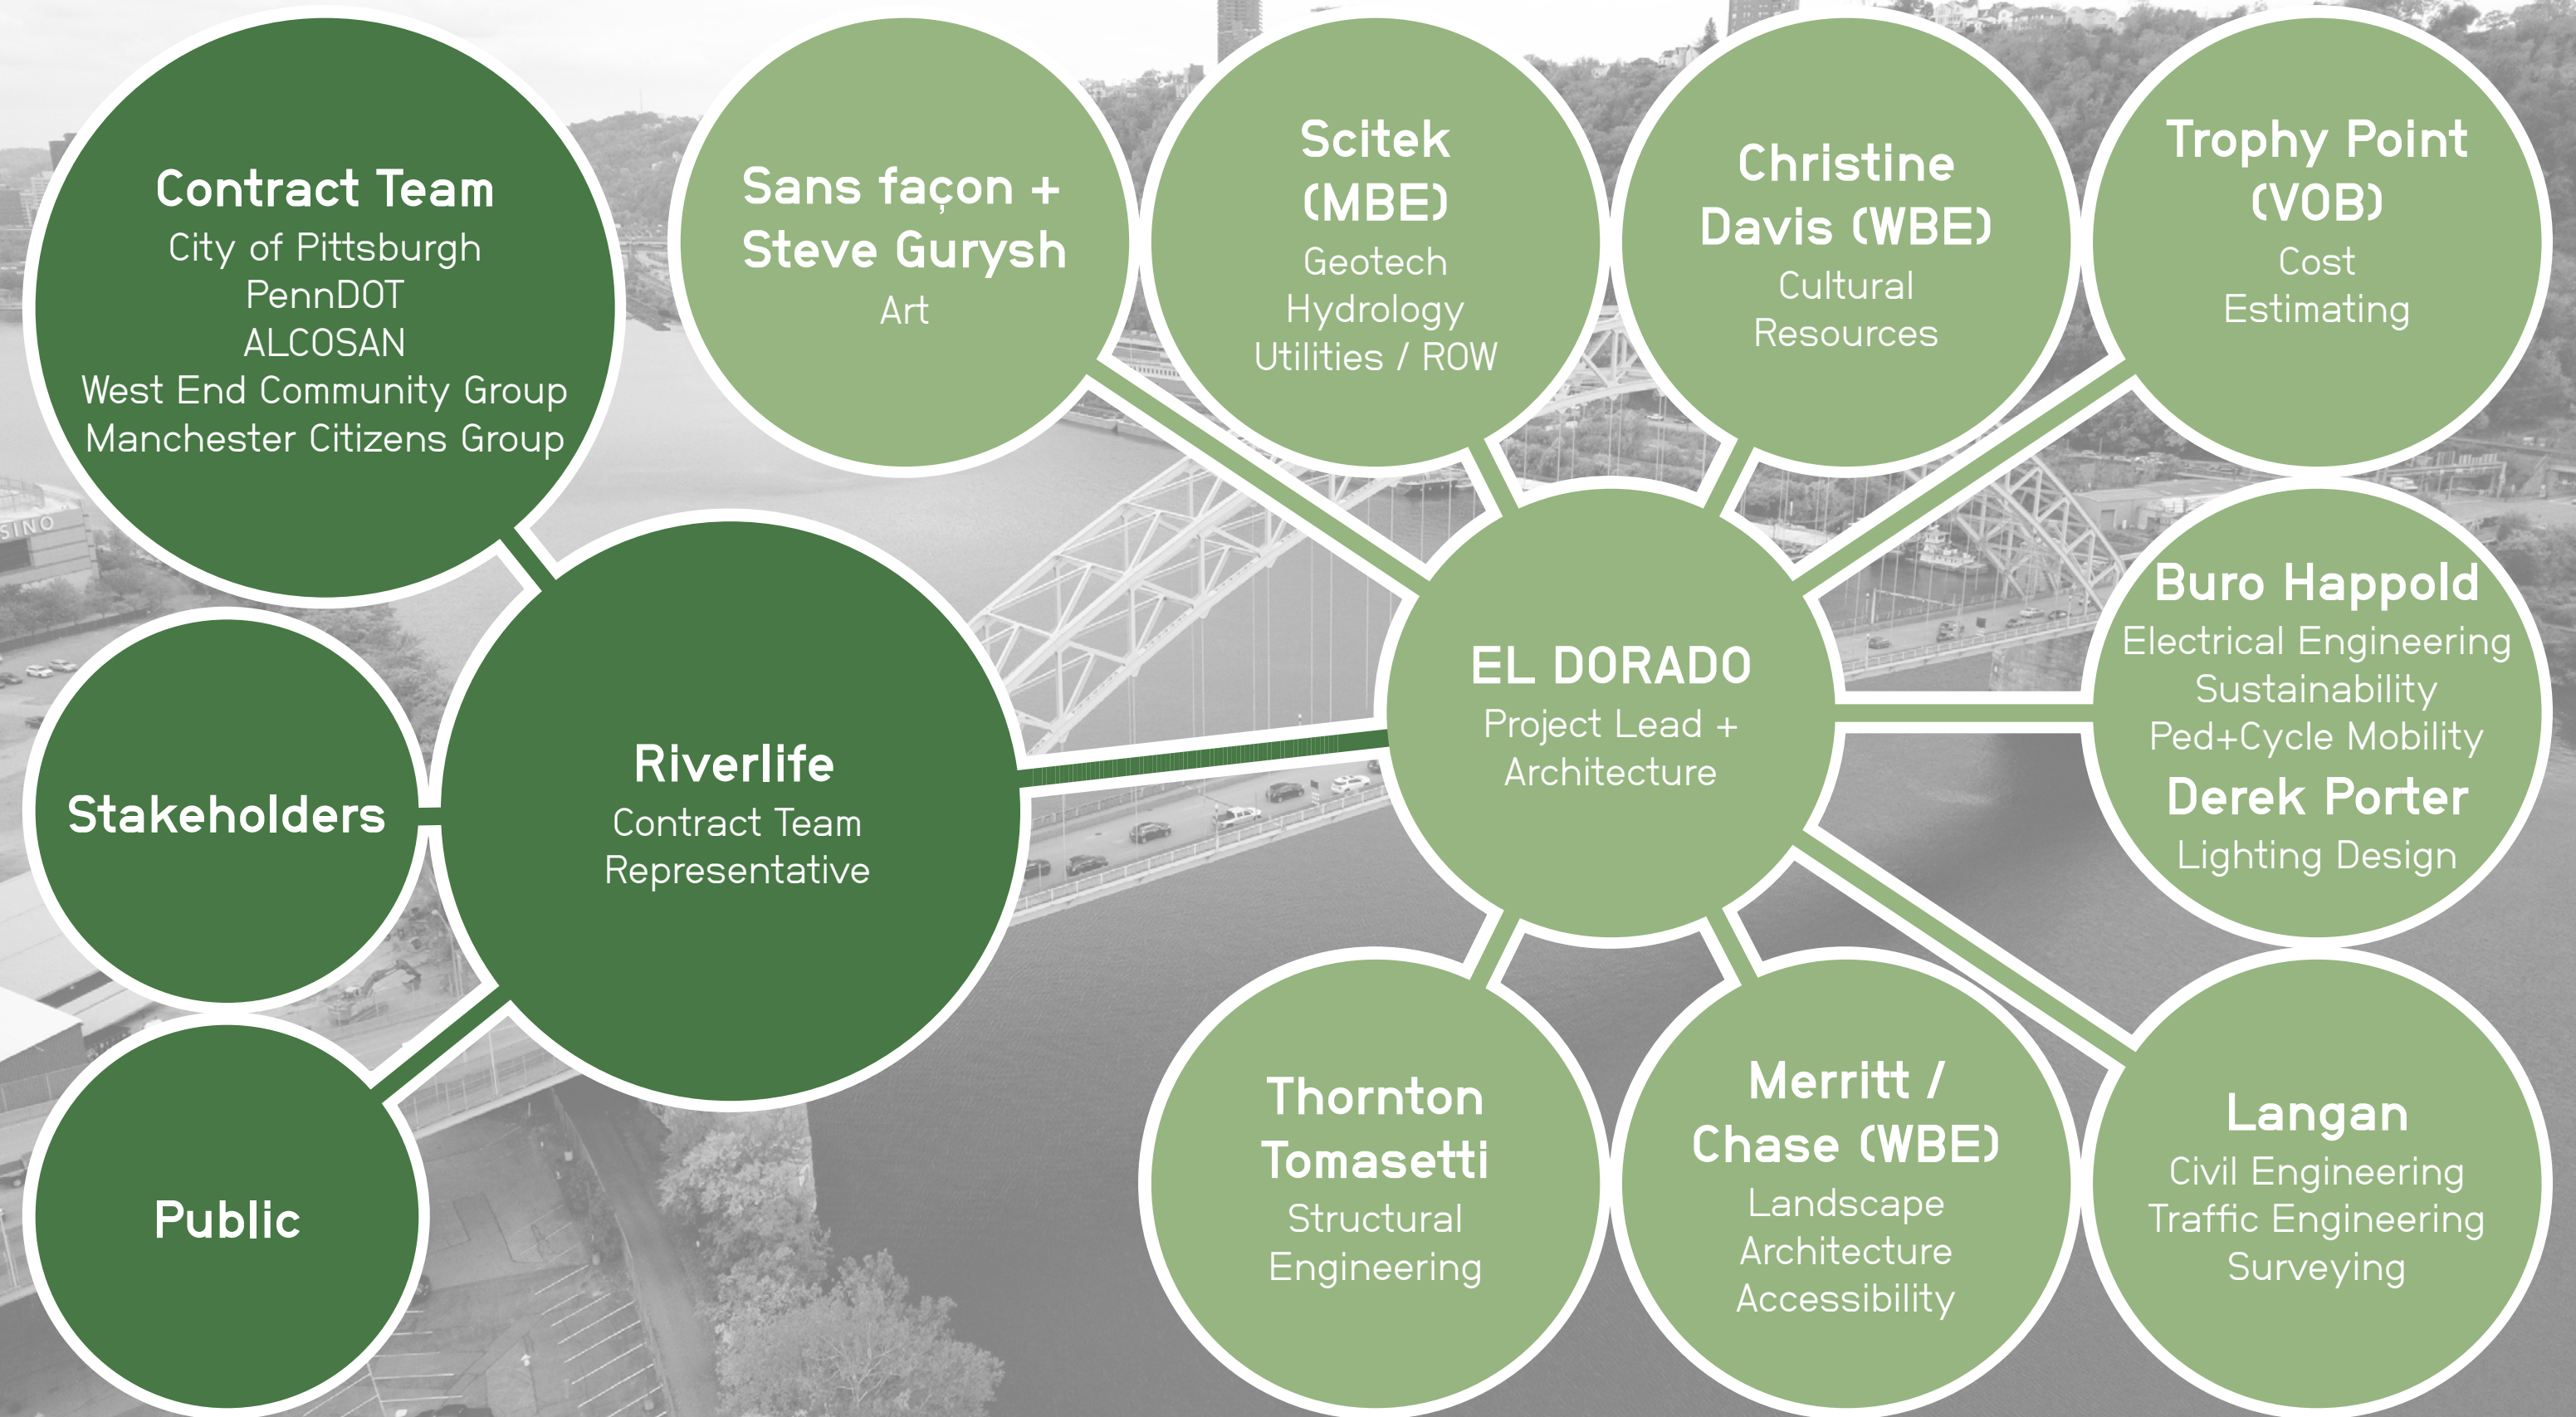 Contract Team
City of Pittsburgh
PennDOT
ALCOSAN
West End Community Group
Manchester Citizens Group
Sans façon +
Steve Gurysh
Art
Scitek
(MBE)
Geotech
Hydrology
Utilities / ROW
Christine
Davis (WBE)
Cultural
Resources
Trophy Point
(VOB)
Cost
Estimating
Stakeholders
Riverlife
Contract Team
Representative
EL DORADO
Project Lead +
Architecture
Buro Happold
Electrical Engineering
Sustainability
Ped+Cycle Mobility
Derek Porter
Lighting Design
Public
Thornton
Tomasetti
Structural
Engineering
Merritt /
Chase (WBE)
Landscape
Architecture
Accessibility
Langan
Civil Engineering
Traffic Engineering
Surveying
SINO